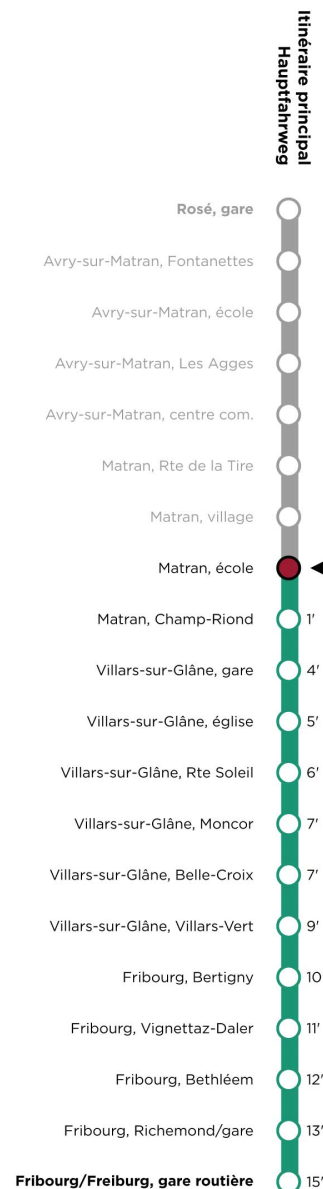 Itinéraire principal
Hauptfahrweg
Rosé, gare
Avry-sur-Matran, Fontanettes
Avry-sur-Matran, école
Avry-sur-Matran, Les Agges
Avry-sur-Matran, centre com.
Matran, Rte de la Tire
Matran, village
Matran, école
Matran, Champ-Riond 1'
Villars-sur-Glâne, gare 4'
Villars-sur-Glâne, église 5'
Villars-sur-Glâne, Rte Soleil 6'
Villars-sur-Glâne, Moncor 7'
Villars-sur-Glâne, Belle-Croix 7'
Villars-sur-Glâne, Villars-Vert 9'
Fribourg, Bertigny 10
Fribourg, Vignettaz-Daler 11'
Fribourg, Bethléem 12'
Fribourg, Richemond/gare 13'
Fribourg/Freiburg, gare routière 15'